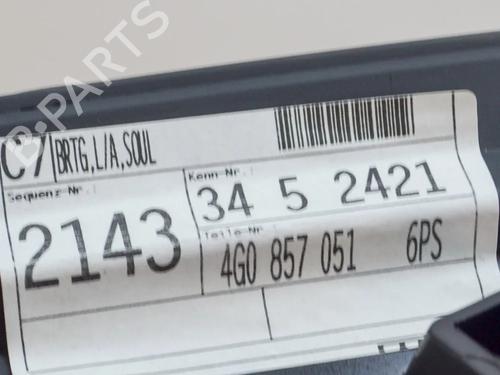 B-PARTS
C7 BRTG,L/A,SOUL
Sequenz-Nr.:
2143
Kenn-Nr.:
34 5 2421
Teile-Nr.:
4G0 857 051 6PS